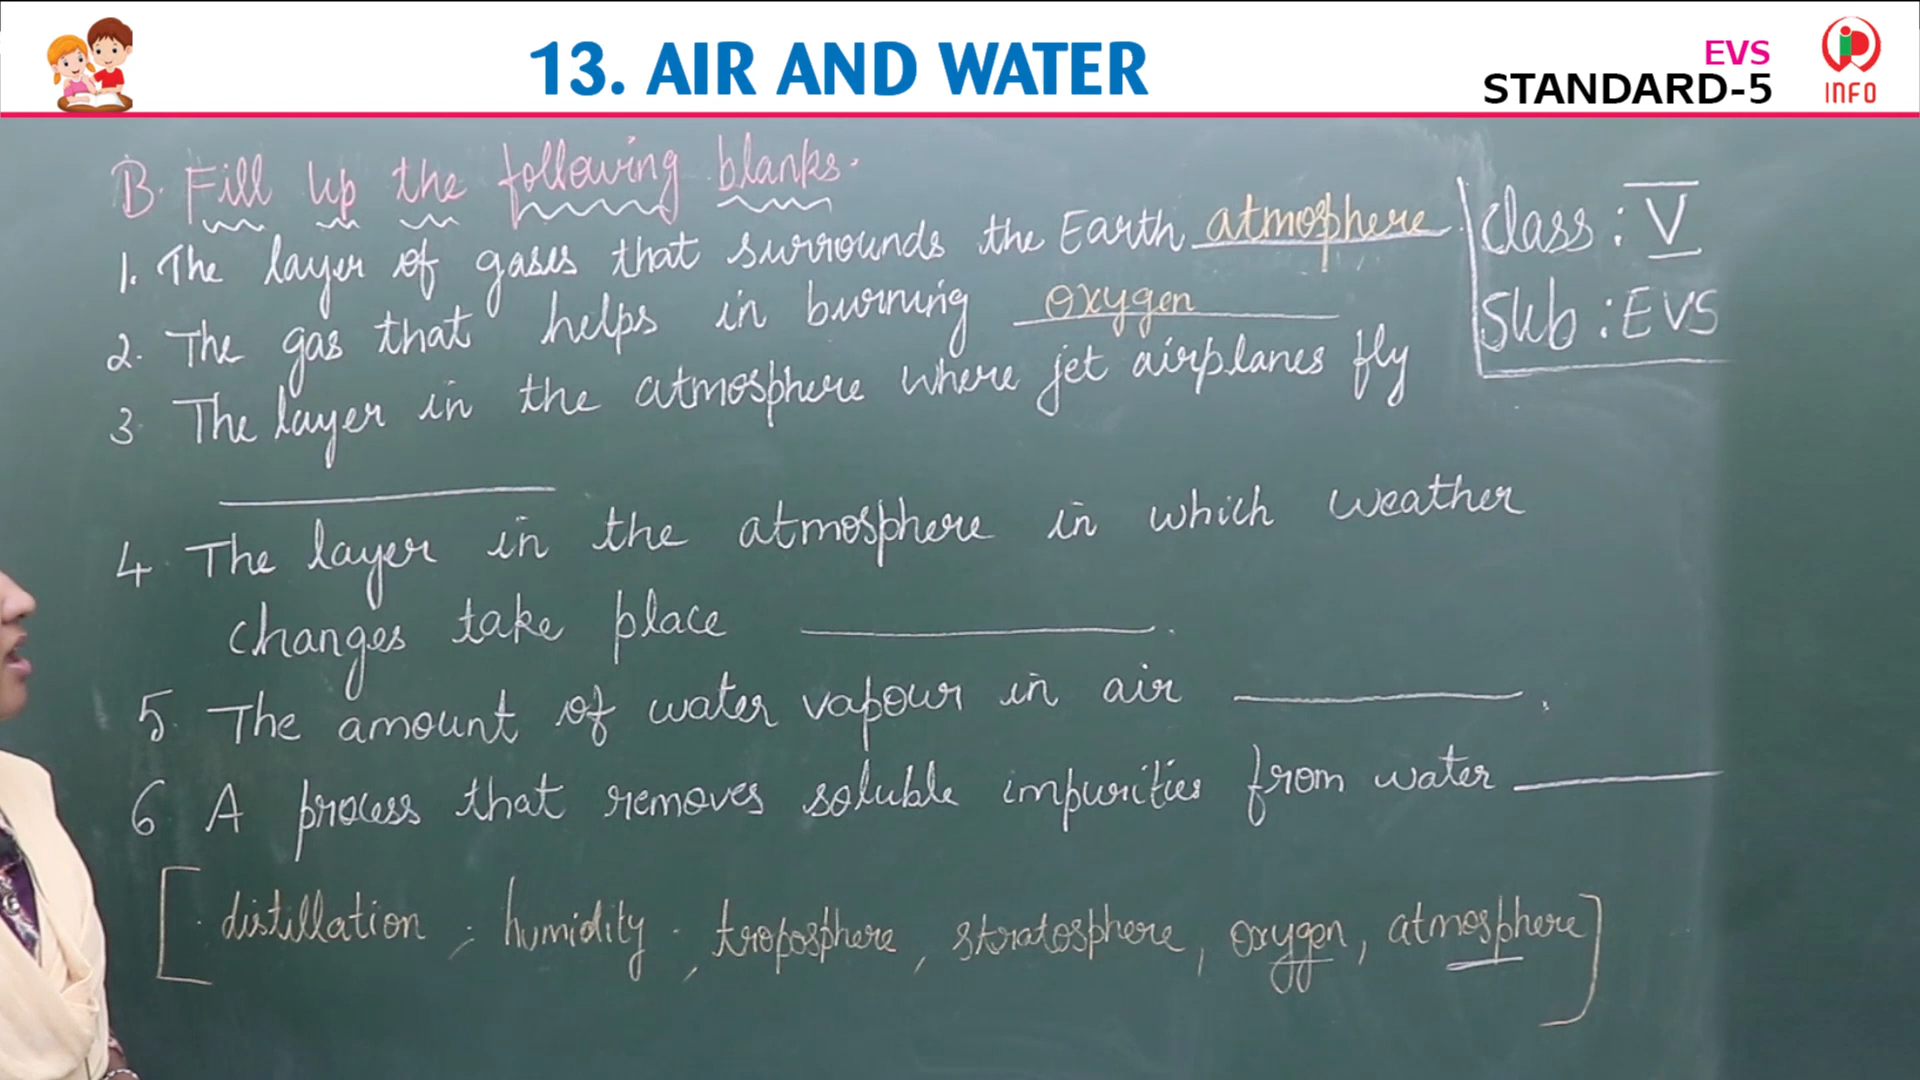 13. AIR AND WATER
EVS
STANDARD-5
INFO
B. Fill up the following blanks.
1. The layer of gases that surrounds the Earth atmosphere.
2. The gas that helps in burning oxygen
3. The layer in the atmosphere where jet airplanes fly
4. The layer in the atmosphere in which weather
changes take place .
5. The amount of water vapour in air .
6 A process that removes soluble impurities from water
[distillation, humidity, troposphere, stratosphere, oxygen, atmosphere]
Class : V
Sub : EVS